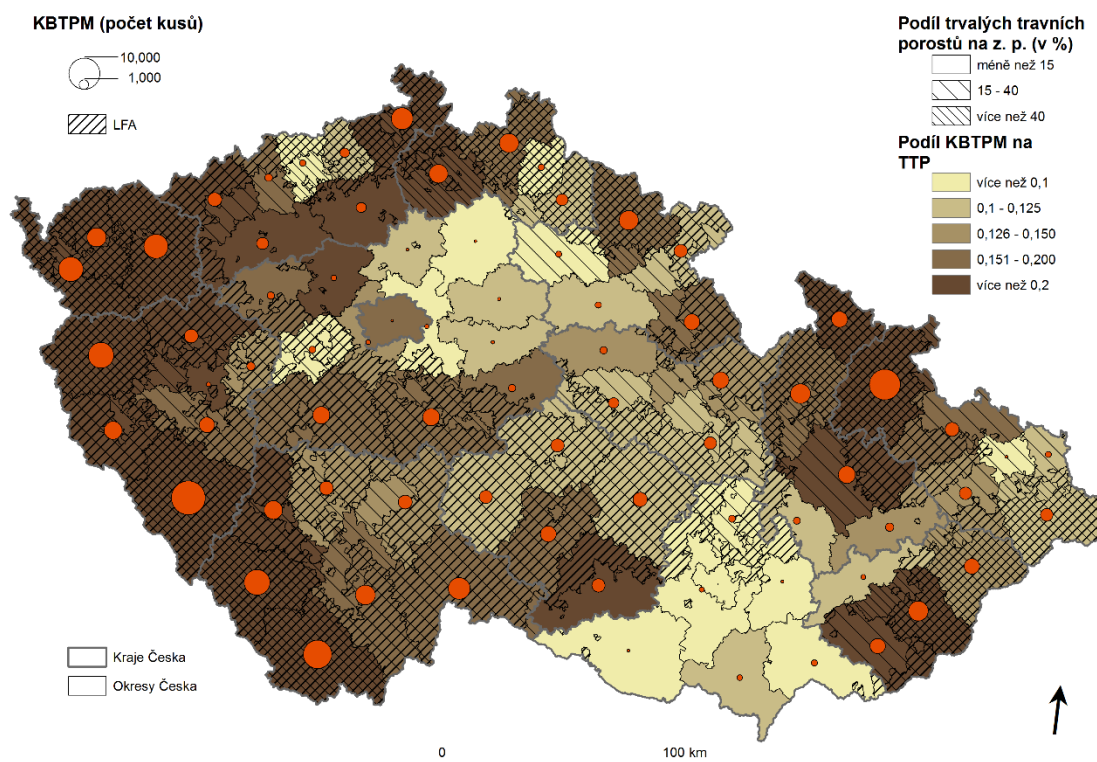 KBTPM (počet kusů)
10,000
1,000
LFA
Podíl trvalých travních
porostů na z. p. (v %)
méně než 15
15 - 40
více než 40
Podíl KBTPM na
TTP
více než 0,1
0,1 - 0,125
0,126 - 0,150
0,151 - 0,200
více než 0,2
Kraje Česka
Okresy Česka
0 100 km